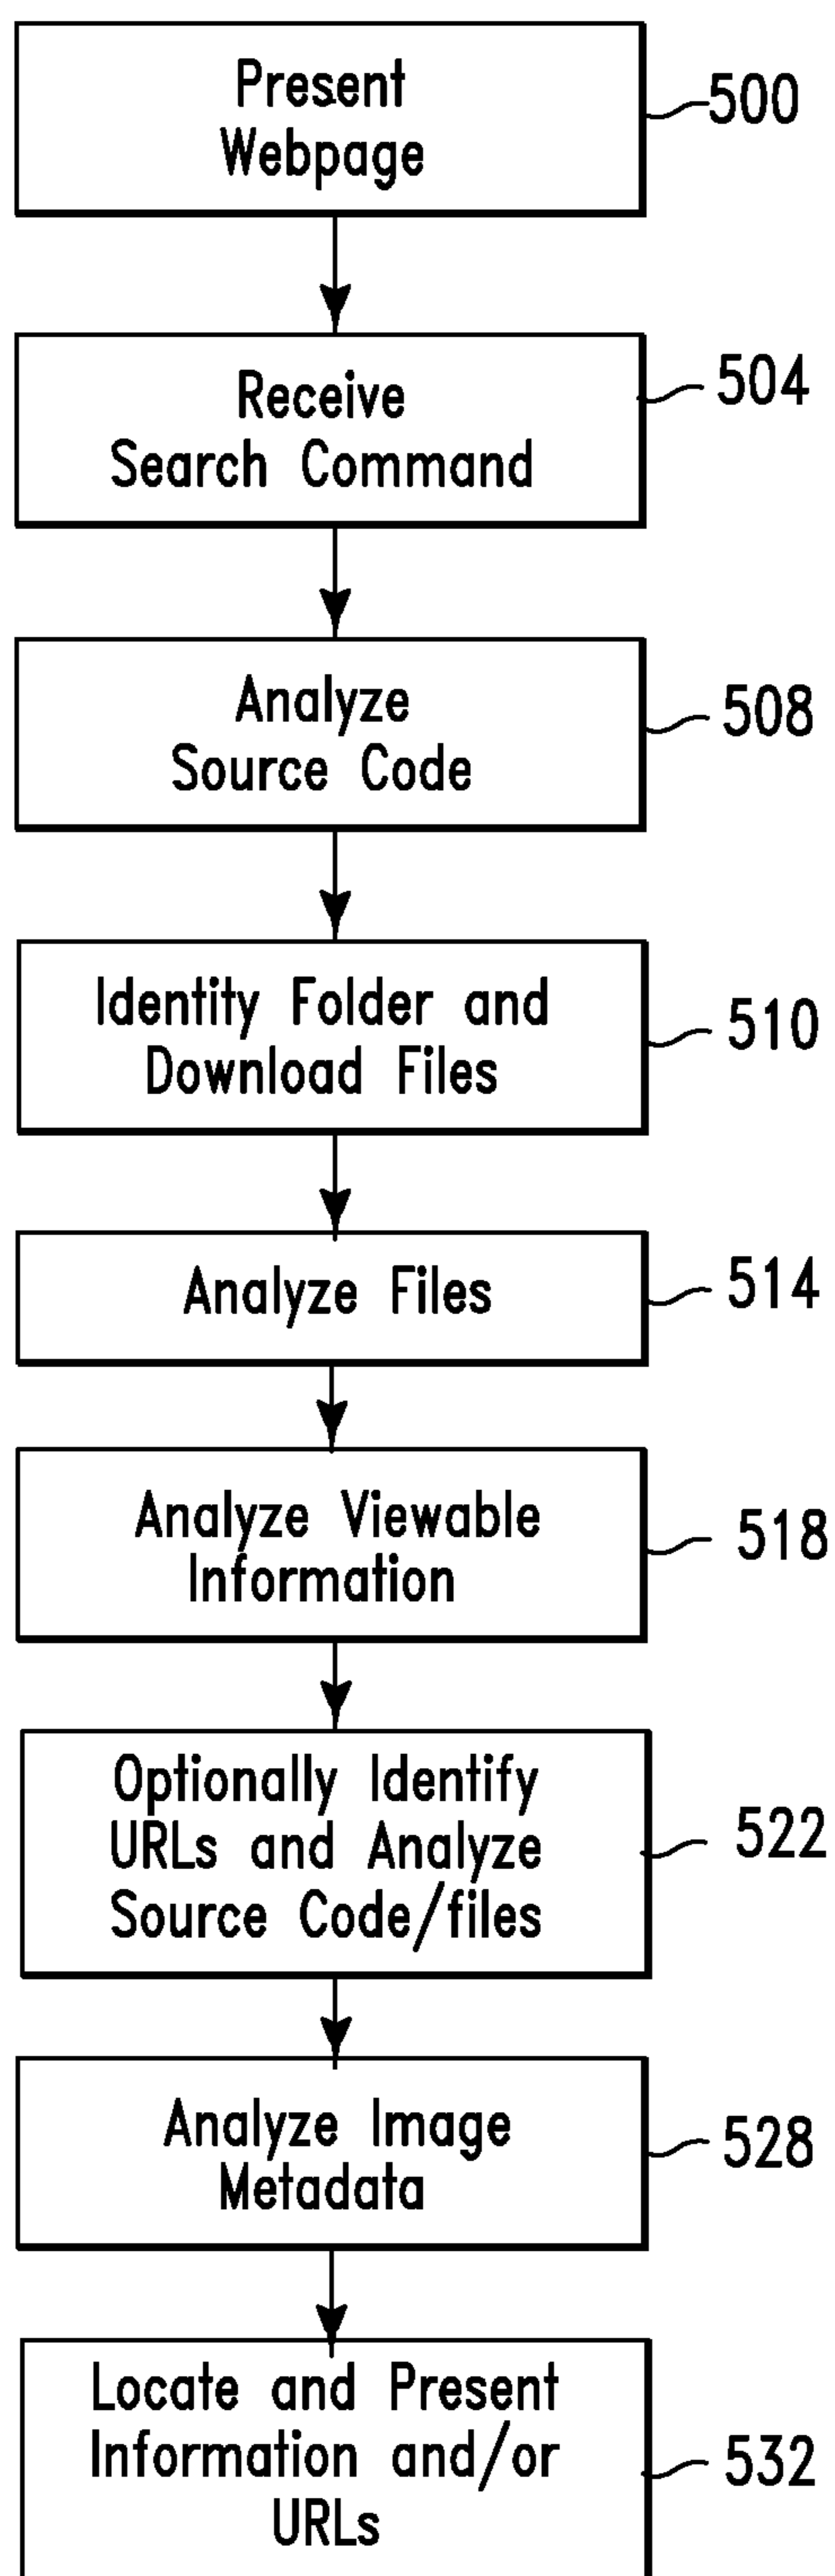 Present
Webpage
500
Receive
Search Command
504
Analyze
Source Code
508
Identity Folder and
Download Files
510
Analyze Files
514
Analyze Viewable
Information
518
Optionally Identify
URLs and Analyze
Source Code/files
522
Analyze Image
Metadata
528
Locate and Present
Information and/or
URLs
532